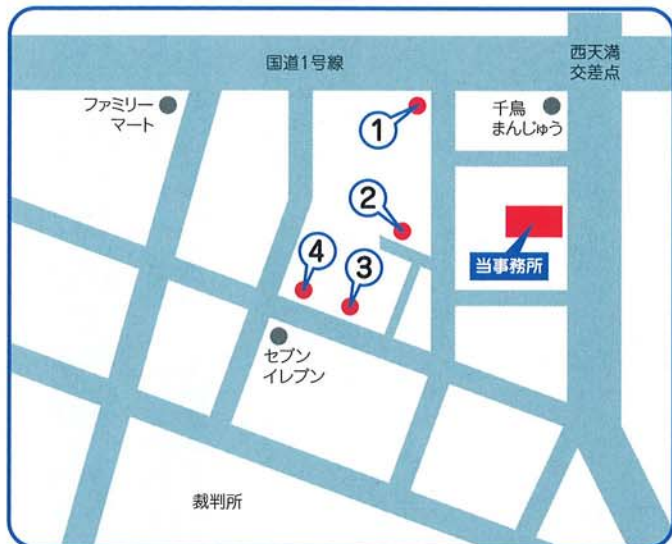 国道1号線
西天満
交差点
ファミリー
マート
千鳥
まんじゅう
①
②
当事務所
④
③
セブン
イレブン
裁判所